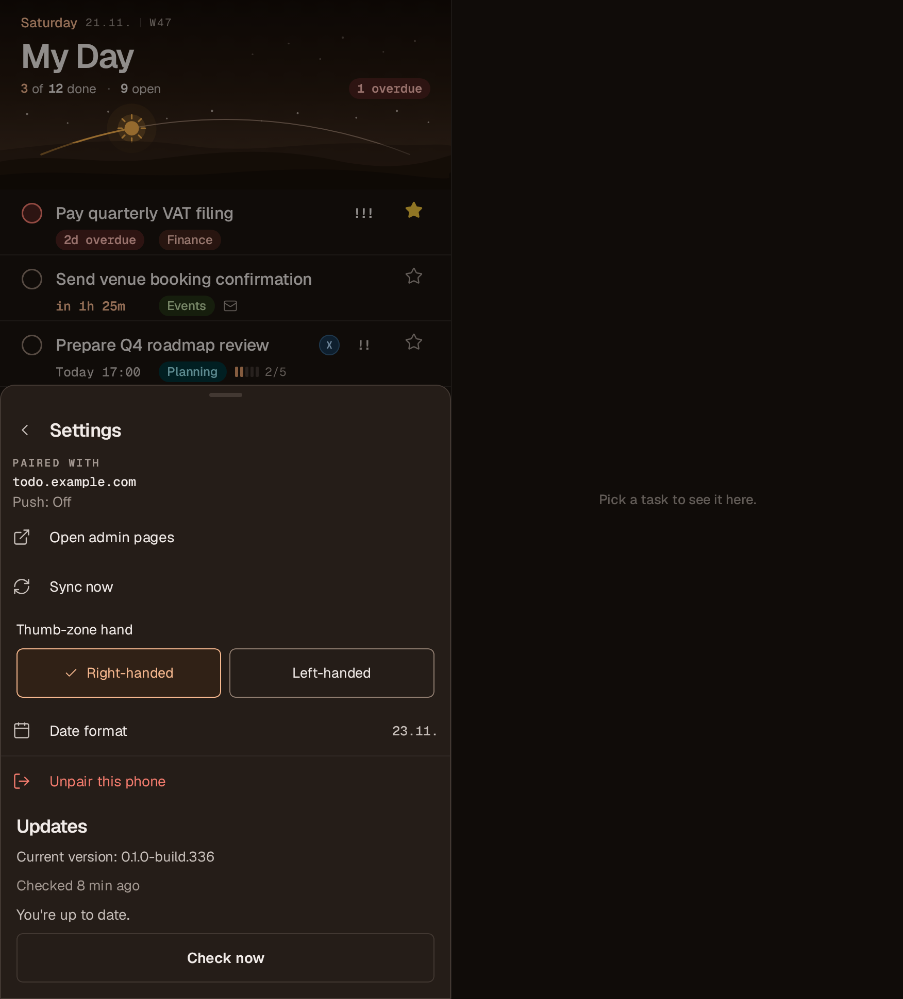 Saturday 21.11. | W47
My Day
3 of 12 done · 9 open
1 overdue
Pay quarterly VAT filing !!!
2d overdue Finance
Send venue booking confirmation
in 1h 25m Events
Prepare Q4 roadmap review X !!
Today 17:00 Planning 2/5
Settings
PAIRED WITH
todo.example.com
Push: Off
Open admin pages
Sync now
Thumb-zone hand
Right-handed Left-handed
Date format 23.11.
Unpair this phone
Updates
Current version: 0.1.0-build.336
Checked 8 min ago
You're up to date.
Check now
Pick a task to see it here.